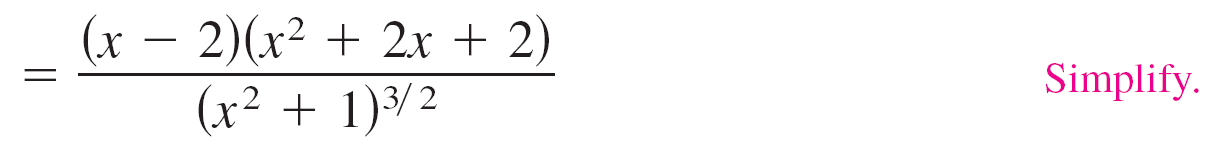 = (x − 2)(x² + 2x + 2)
(x² + 1)^3/2
Simplify.